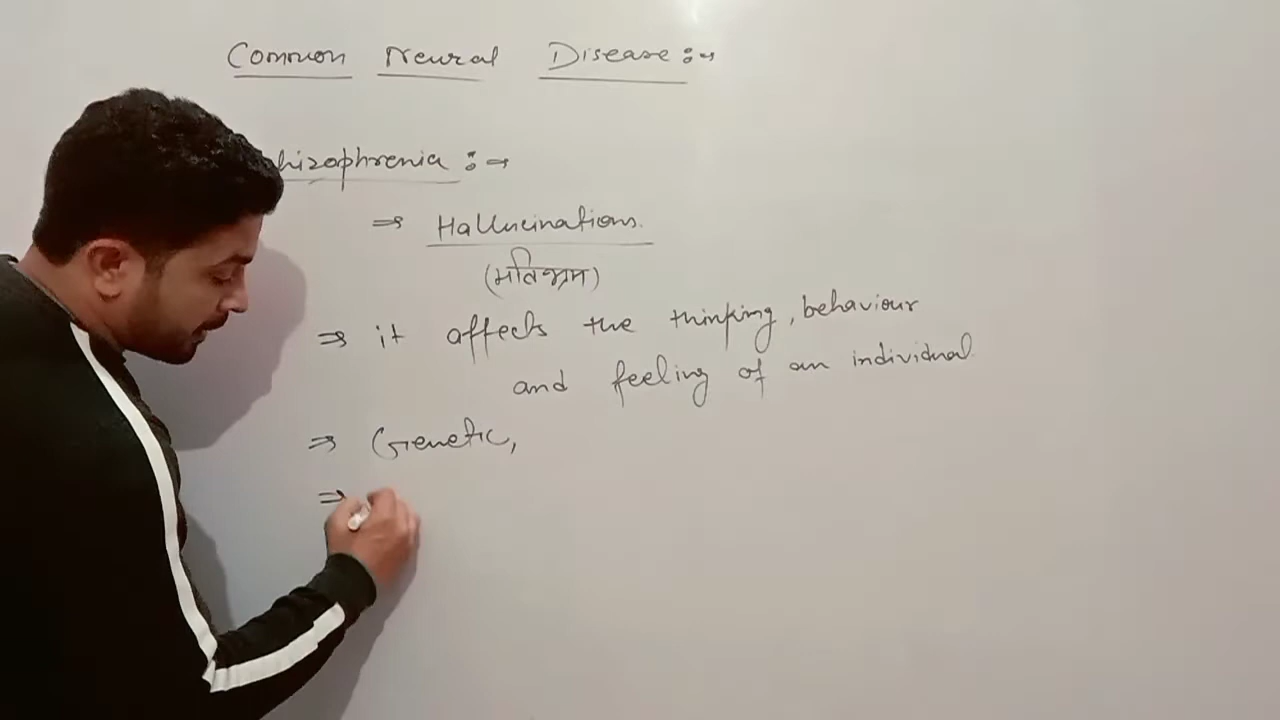 Common Neural Disease :→
hizophrenia :→
⇒ Hallucinations.
(मतिभ्रम)
⇒ it affects the thinking, behaviour
and feeling of an individual
⇒ Genetic,
⇒